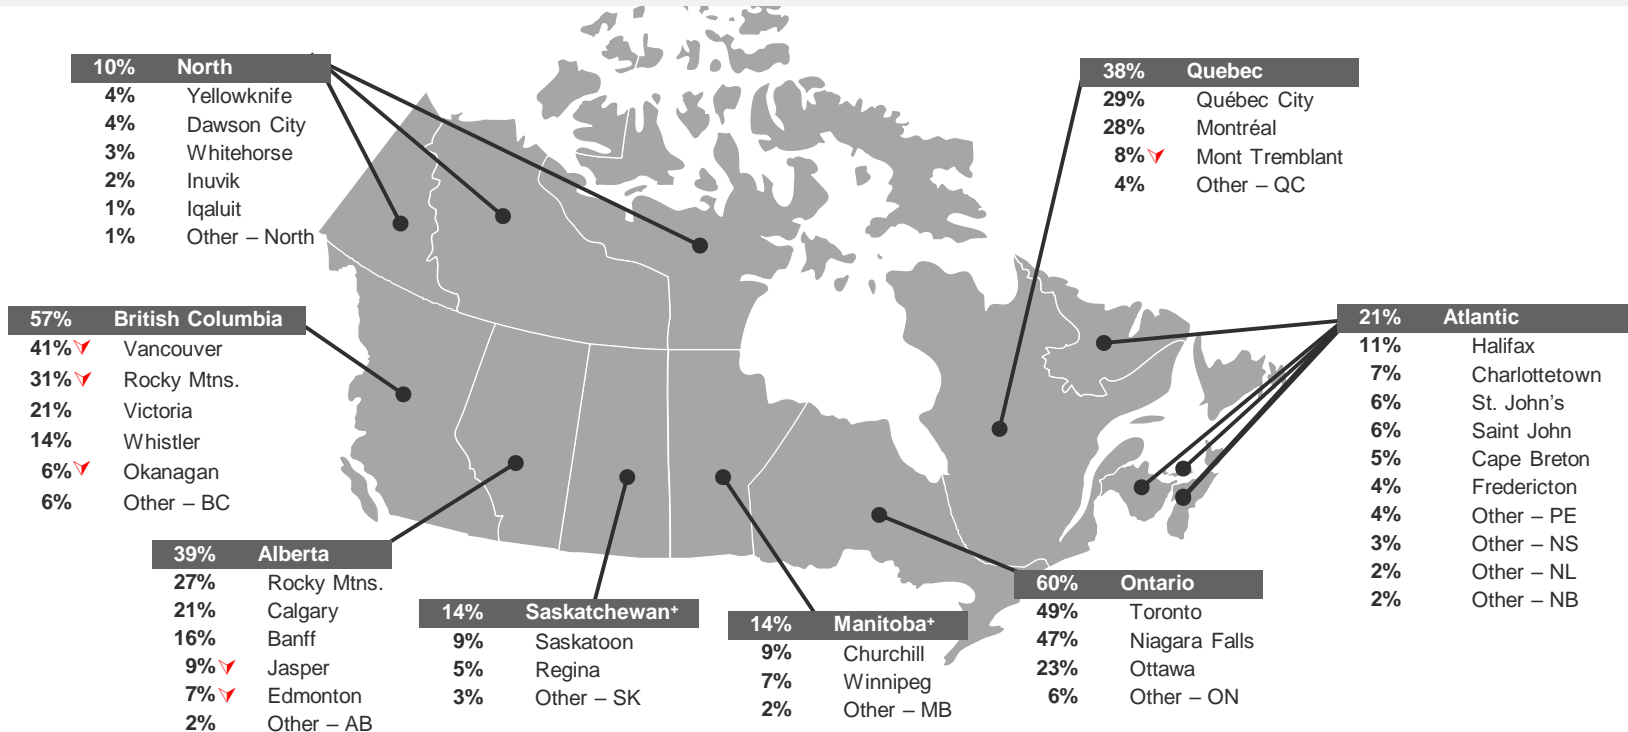 10% North
4% Yellowknife
4% Dawson City
3% Whitehorse
2% Inuvik
1% Iqaluit
1% Other – North
38% Quebec
29% Québec City
28% Montréal
8% Mont Tremblant
4% Other – QC
57% British Columbia
41% Vancouver
31% Rocky Mtns.
21% Victoria
14% Whistler
6% Okanagan
6% Other – BC
21% Atlantic
11% Halifax
7% Charlottetown
6% St. John’s
6% Saint John
5% Cape Breton
4% Fredericton
4% Other – PE
3% Other – NS
2% Other – NL
2% Other – NB
39% Alberta
27% Rocky Mtns.
21% Calgary
16% Banff
9% Jasper
7% Edmonton
2% Other – AB
14% Saskatchewan+
9% Saskatoon
5% Regina
3% Other – SK
14% Manitoba+
9% Churchill
7% Winnipeg
2% Other – MB
60% Ontario
49% Toronto
47% Niagara Falls
23% Ottawa
6% Other – ON